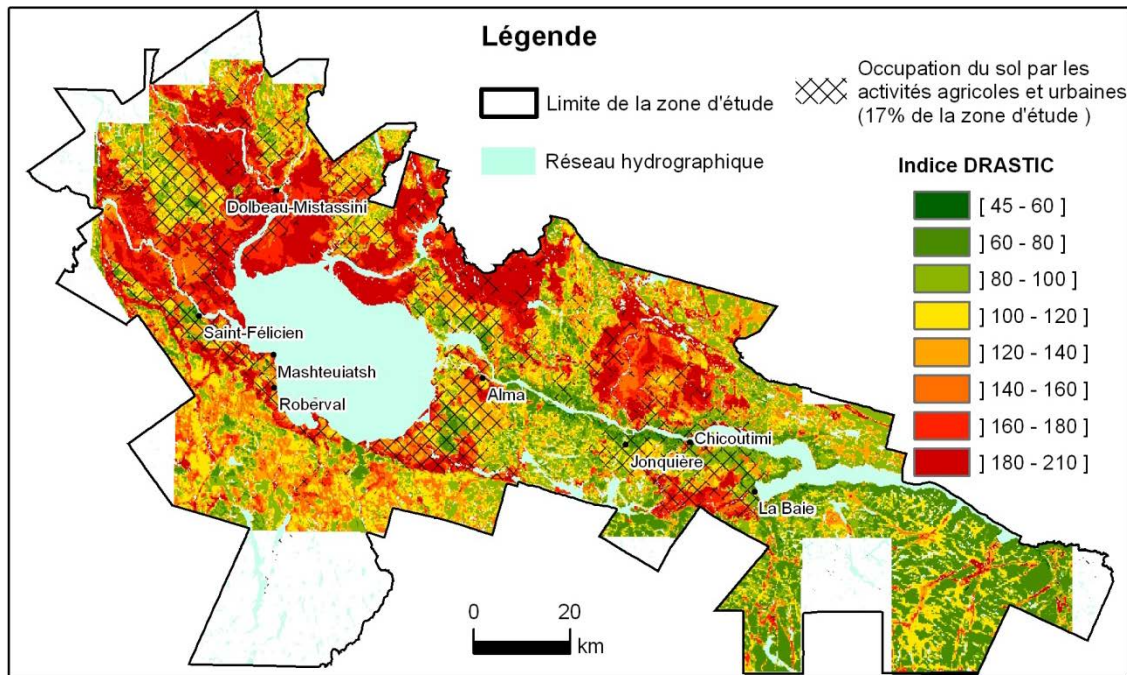 Légende
Limite de la zone d'étude
Réseau hydrographique
Occupation du sol par les
activités agricoles et urbaines
(17% de la zone d'étude )
Indice DRASTIC
[ 45 - 60 ]
] 60 - 80 ]
] 80 - 100 ]
] 100 - 120 ]
] 120 - 140 ]
] 140 - 160 ]
] 160 - 180 ]
] 180 - 210 ]
Dolbeau-Mistassini
Saint-Félicien
Mashteuiatsh
Roberval
Alma
Chicoutimi
Jonquière
La Baie
0 20
km